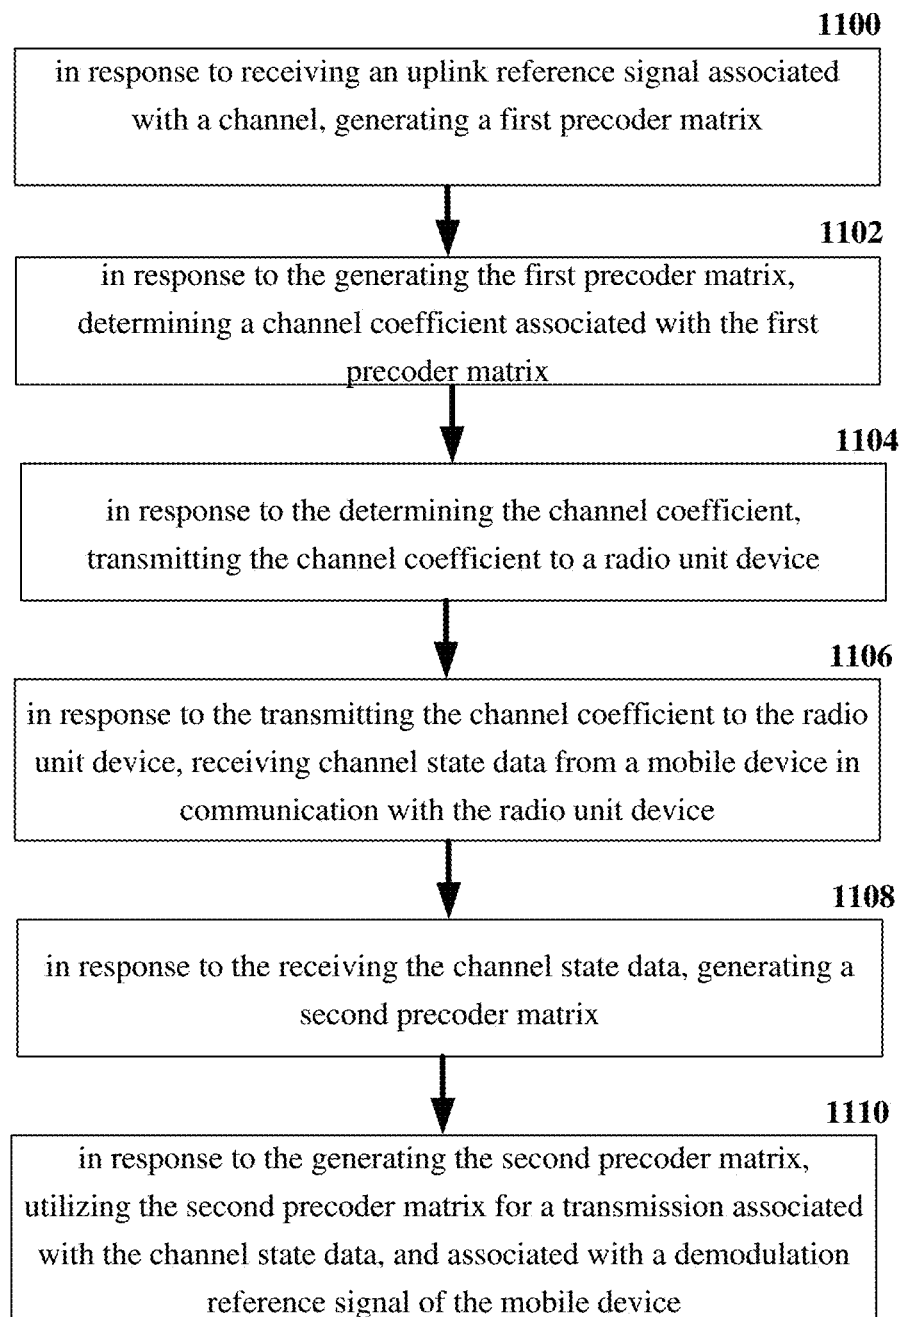 1100
in response to receiving an uplink reference signal associated
with a channel, generating a first precoder matrix
1102
in response to the generating the first precoder matrix,
determining a channel coefficient associated with the first
precoder matrix
1104
in response to the determining the channel coefficient,
transmitting the channel coefficient to a radio unit device
1106
in response to the transmitting the channel coefficient to the radio
unit device, receiving channel state data from a mobile device in
communication with the radio unit device
1108
in response to the receiving the channel state data, generating a
second precoder matrix
1110
in response to the generating the second precoder matrix,
utilizing the second precoder matrix for a transmission associated
with the channel state data, and associated with a demodulation
reference signal of the mobile device